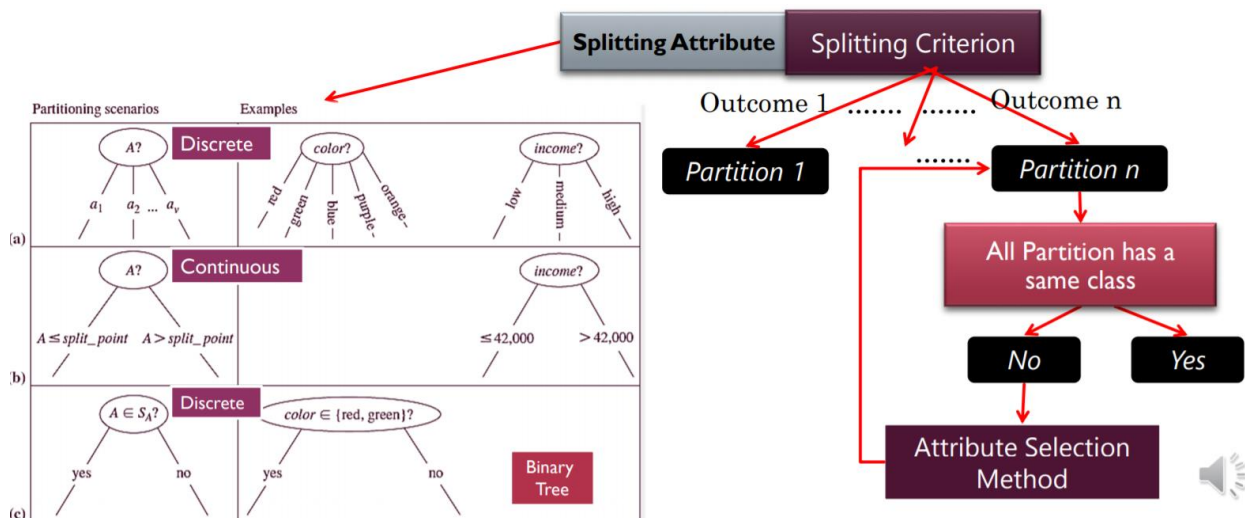 Splitting Attribute
Splitting Criterion
Outcome 1 ....... ....... Outcome n
Partition 1
.......
Partition n
All Partition has a
same class
No
Yes
Attribute Selection
Method
Partitioning scenarios
Examples
A?
Discrete
color?
income?
a1 a2 ... av
red
green
blue
purple
orange
low
medium
high
(a)
A?
Continuous
income?
A ≤ split_point
A > split_point
≤ 42,000
> 42,000
(b)
A ∈ SA?
Discrete
color ∈ {red, green}?
yes
no
yes
no
Binary
Tree
(c)